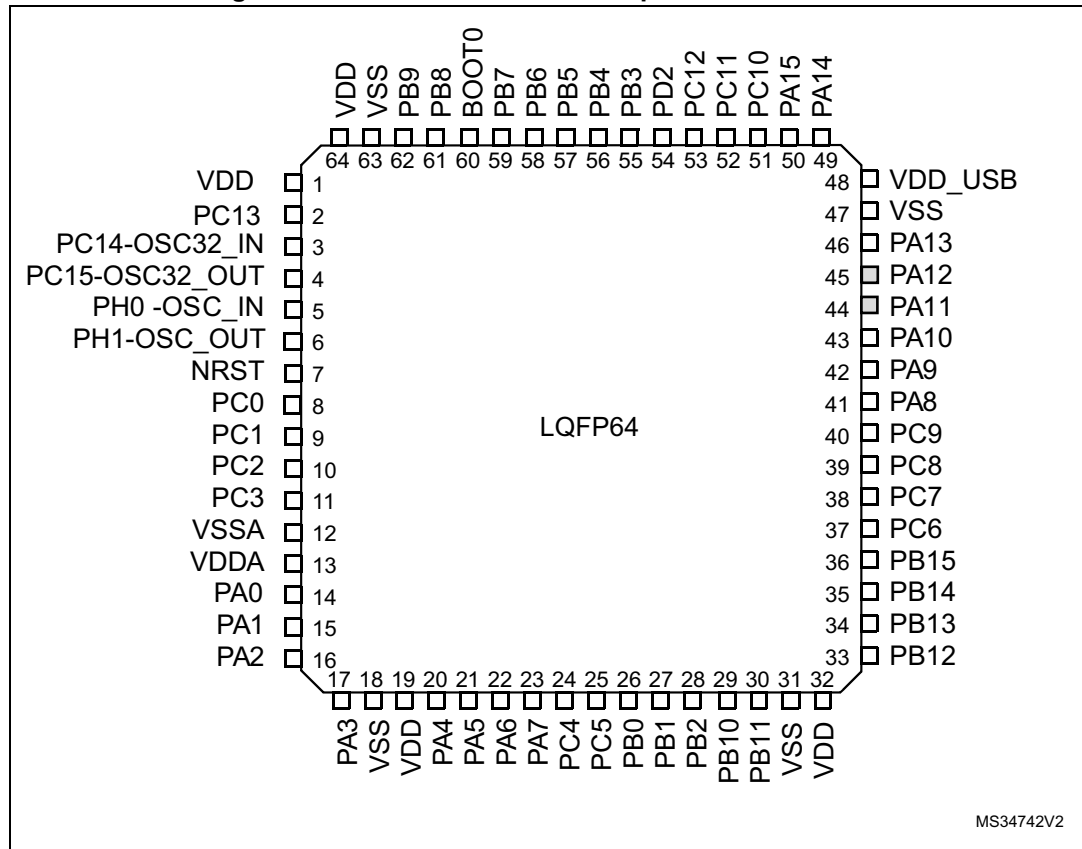 VDD
VSS
PB9
PB8
BOOT0
PB7
PB6
PB5
PB4
PB3
PD2
PC12
PC11
PC10
PA15
PA14
64 63 62 61 60 59 58 57 56 55 54 53 52 51 50 49
VDD 1
PC13 2
PC14-OSC32_IN 3
PC15-OSC32_OUT 4
PH0 -OSC_IN 5
PH1-OSC_OUT 6
NRST 7
PC0 8
PC1 9
PC2 10
PC3 11
VSSA 12
VDDA 13
PA0 14
PA1 15
PA2 16
LQFP64
48 VDD_USB
47 VSS
46 PA13
45 PA12
44 PA11
43 PA10
42 PA9
41 PA8
40 PC9
39 PC8
38 PC7
37 PC6
36 PB15
35 PB14
34 PB13
33 PB12
17 18 19 20 21 22 23 24 25 26 27 28 29 30 31 32
PA3
VSS
VDD
PA4
PA5
PA6
PA7
PC4
PC5
PB0
PB1
PB2
PB10
PB11
VSS
VDD
MS34742V2